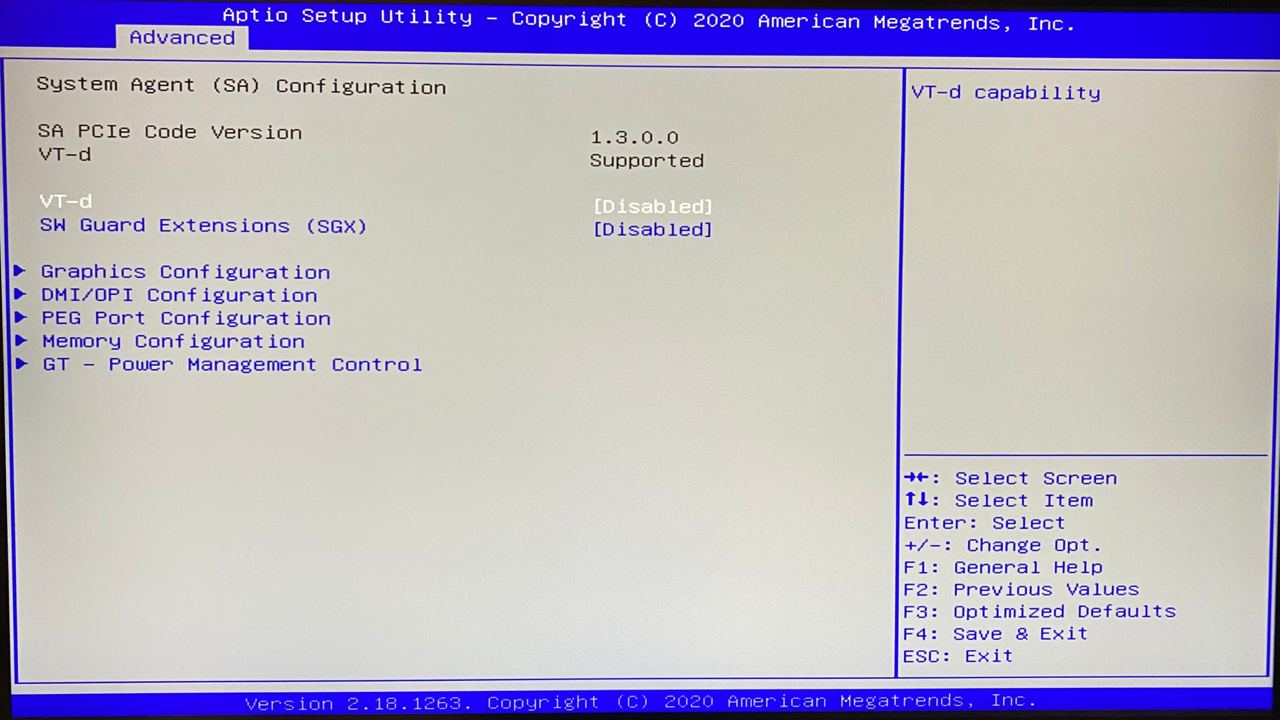 Aptio Setup Utility – Copyright (C) 2020 American Megatrends, Inc.
Advanced
System Agent (SA) Configuration
SA PCIe Code Version 1.3.0.0
VT-d Supported
VT-d [Disabled]
SW Guard Extensions (SGX) [Disabled]
► Graphics Configuration
► DMI/OPI Configuration
► PEG Port Configuration
► Memory Configuration
► GT – Power Management Control
VT-d capability
→←: Select Screen
↑↓: Select Item
Enter: Select
+/-: Change Opt.
F1: General Help
F2: Previous Values
F3: Optimized Defaults
F4: Save & Exit
ESC: Exit
Version 2.18.1263. Copyright (C) 2020 American Megatrends, Inc.